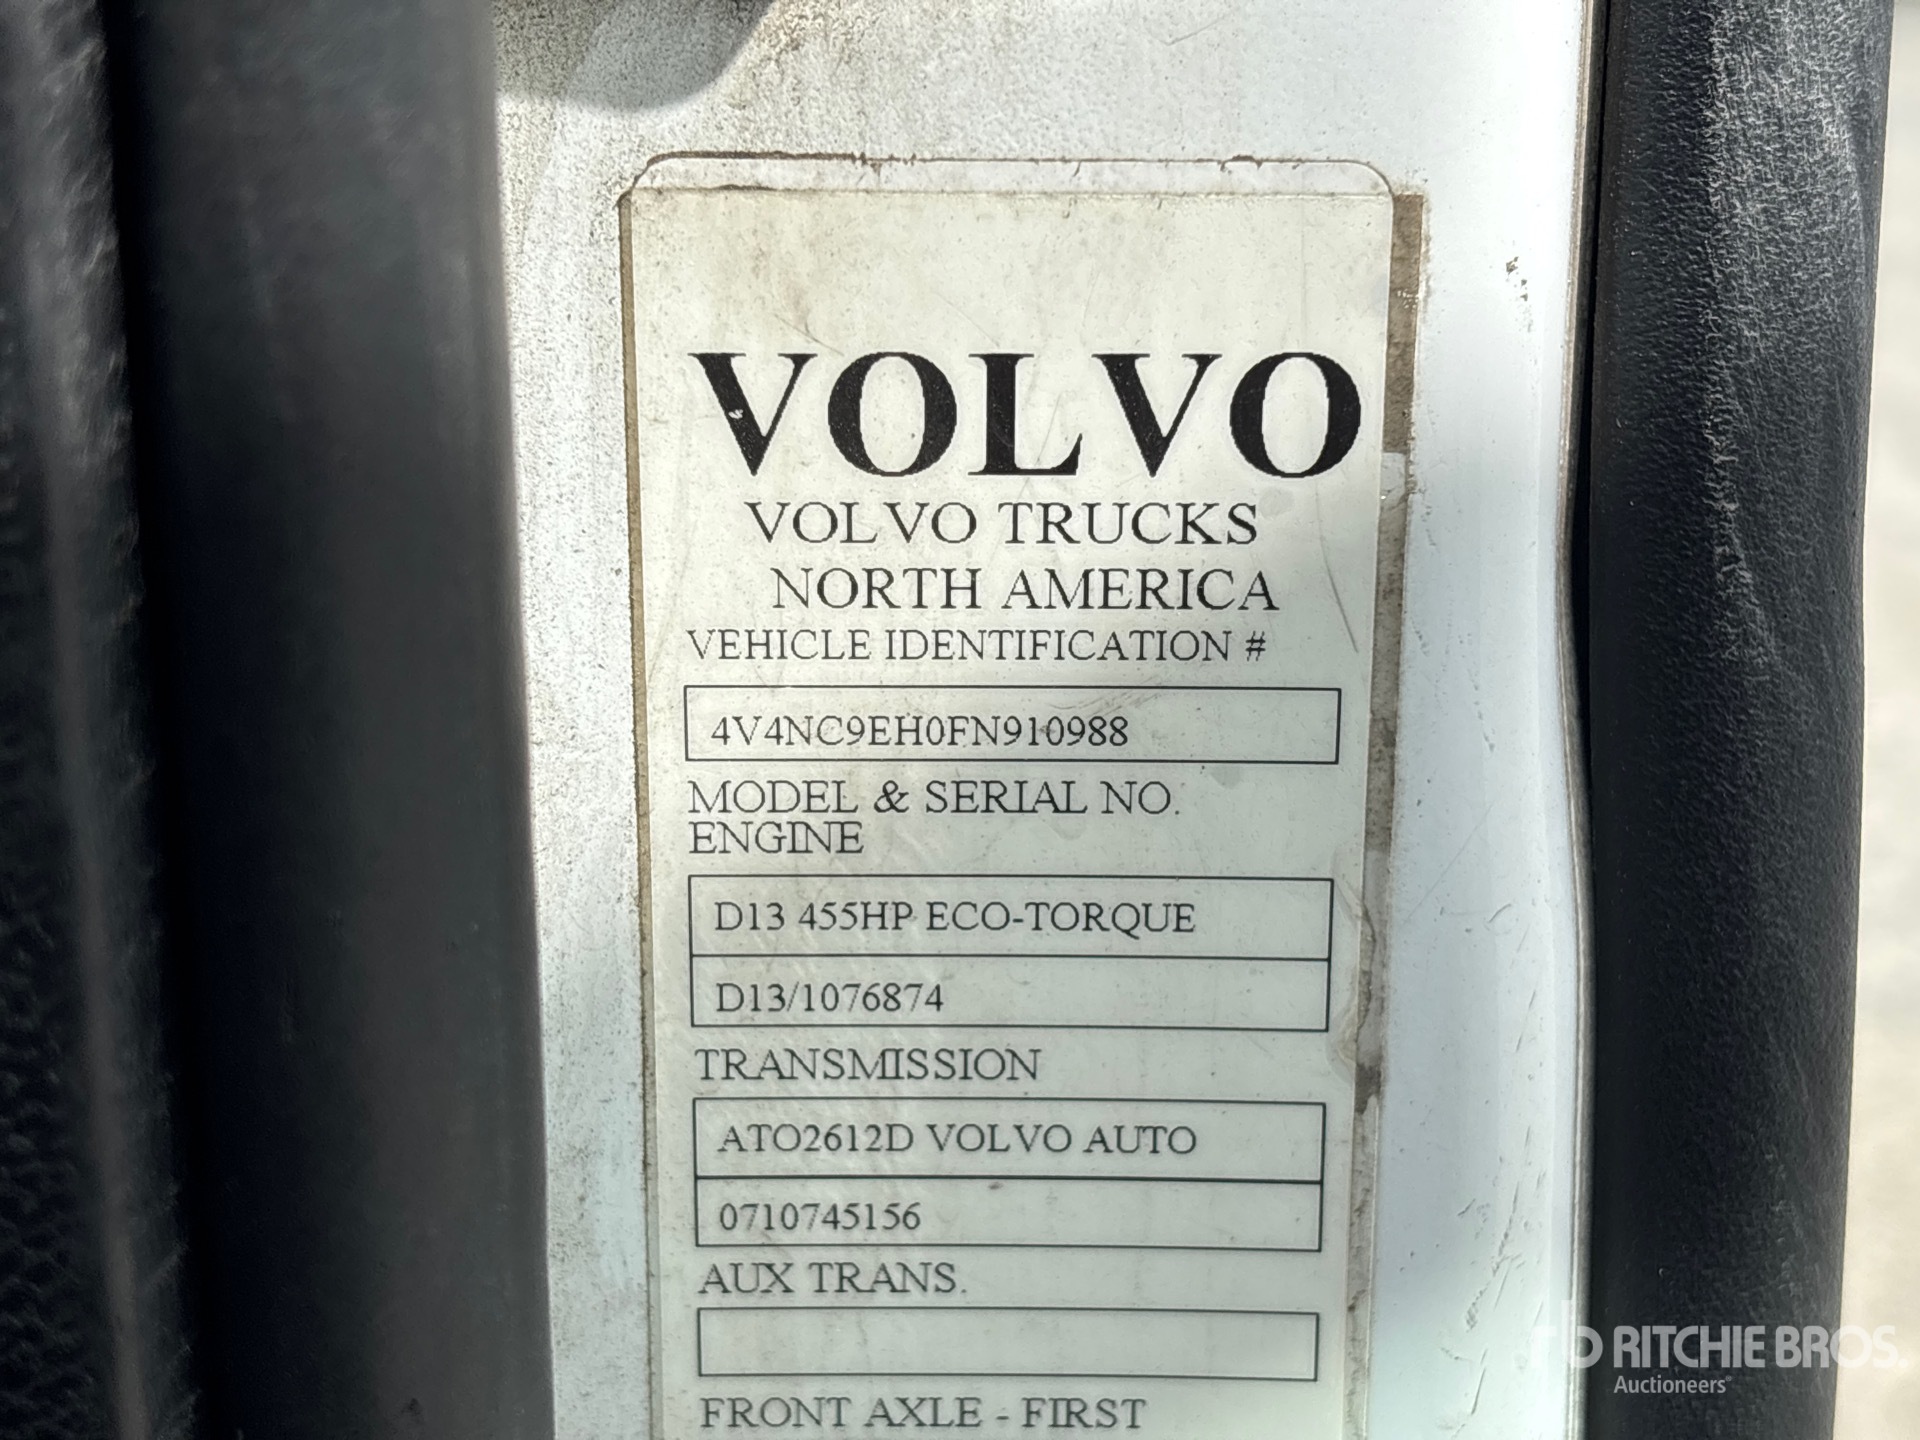 VOLVO
VOLVO TRUCKS
NORTH AMERICA
VEHICLE IDENTIFICATION #
4V4NC9EH0FN910988
MODEL & SERIAL NO.
ENGINE
D13 455HP ECO-TORQUE
D13/1076874
TRANSMISSION
ATO2612D VOLVO AUTO
0710745156
AUX TRANS.
FRONT AXLE - FIRST
rb RITCHIE BROS.
Auctioneers